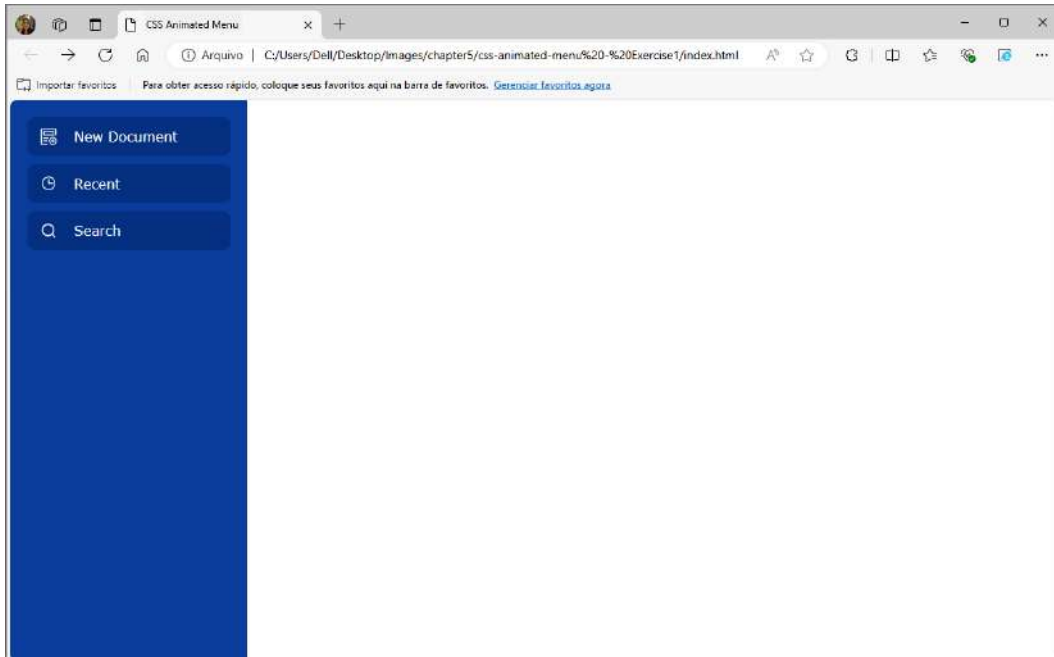 CSS Animated Menu
Arquivo | C:/Users/Dell/Desktop/Images/chapter5/css-animated-menu%20-%20Exercise1/index.html
Importar favoritos Para obter acesso rápido, coloque seus favoritos aqui na barra de favoritos. Gerenciar favoritos agora
New Document
Recent
Search